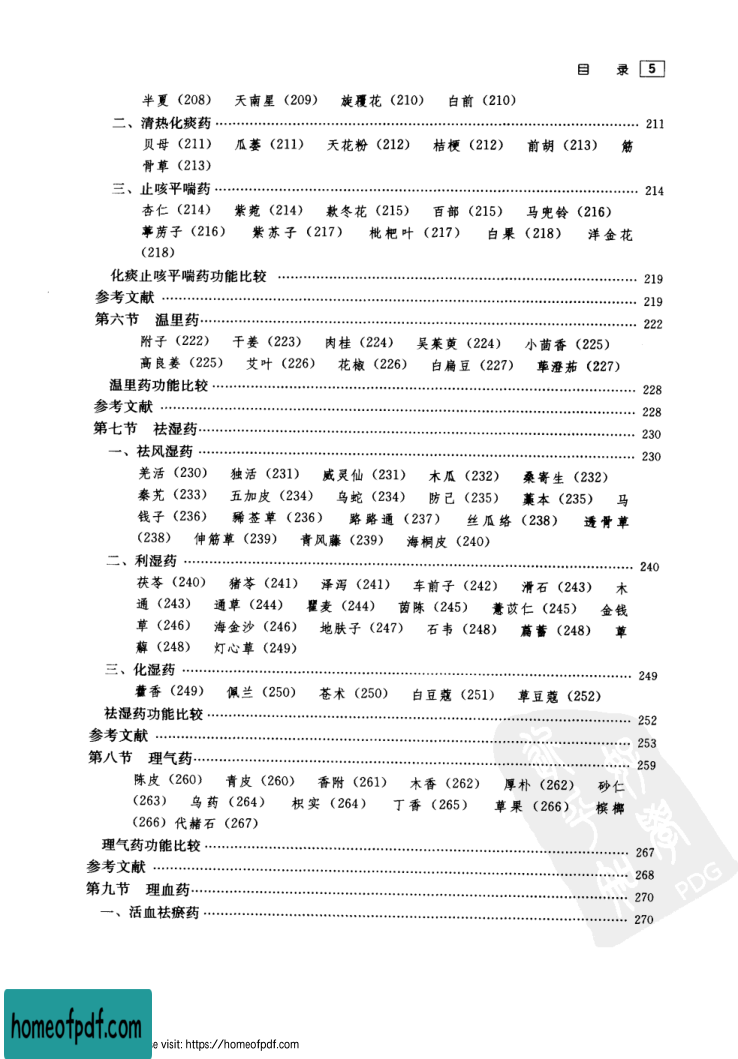 目　录 5
半夏（208）　天南星（209）　旋覆花（210）　白前（210）
二、清热化痰药 …… 211
贝母（211）　瓜蒌（211）　天花粉（212）　桔梗（212）　前胡（213）　筋
骨草（213）
三、止咳平喘药 …… 214
杏仁（214）　紫菀（214）　款冬花（215）　百部（215）　马兜铃（216）
葶苈子（216）　紫苏子（217）　枇杷叶（217）　白果（218）　洋金花
（218）
化痰止咳平喘药功能比较 …… 219
参考文献 …… 219
第六节　温里药 …… 222
附子（222）　干姜（223）　肉桂（224）　吴茱萸（224）　小茴香（225）
高良姜（225）　艾叶（226）　花椒（226）　白扁豆（227）　荜澄茄（227）
温里药功能比较 …… 228
参考文献 …… 228
第七节　祛湿药 …… 230
一、祛风湿药 …… 230
羌活（230）　独活（231）　威灵仙（231）　木瓜（232）　桑寄生（232）
秦艽（233）　五加皮（234）　乌蛇（234）　防己（235）　藁本（235）　马
钱子（236）　豨莶草（236）　路路通（237）　丝瓜络（238）　透骨草
（238）　伸筋草（239）　青风藤（239）　海桐皮（240）
二、利湿药 …… 240
茯苓（240）　猪苓（241）　泽泻（241）　车前子（242）　滑石（243）　木
通（243）　通草（244）　瞿麦（244）　茵陈（245）　薏苡仁（245）　金钱
草（246）　海金沙（246）　地肤子（247）　石韦（248）　萹蓄（248）　萆
薢（248）　灯心草（249）
三、化湿药 …… 249
藿香（249）　佩兰（250）　苍术（250）　白豆蔻（251）　草豆蔻（252）
祛湿药功能比较 …… 252
参考文献 …… 253
第八节　理气药 …… 259
陈皮（260）　青皮（260）　香附（261）　木香（262）　厚朴（262）　砂仁
（263）　乌药（264）　枳实（264）　丁香（265）　草果（266）　槟榔
（266）代赭石（267）
理气药功能比较 …… 267
参考文献 …… 268
第九节　理血药 …… 270
一、活血祛瘀药 …… 270
PDG
homeofpdf.com
e visit: https://homeofpdf.com